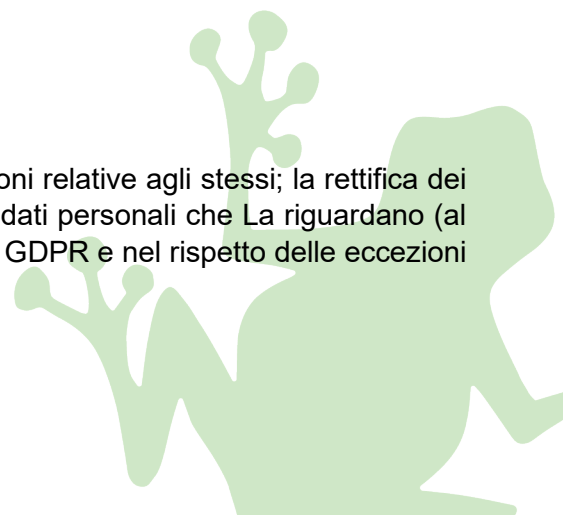 oni relative agli stessi; la rettifica dei
dati personali che La riguardano (al
GDPR e nel rispetto delle eccezioni